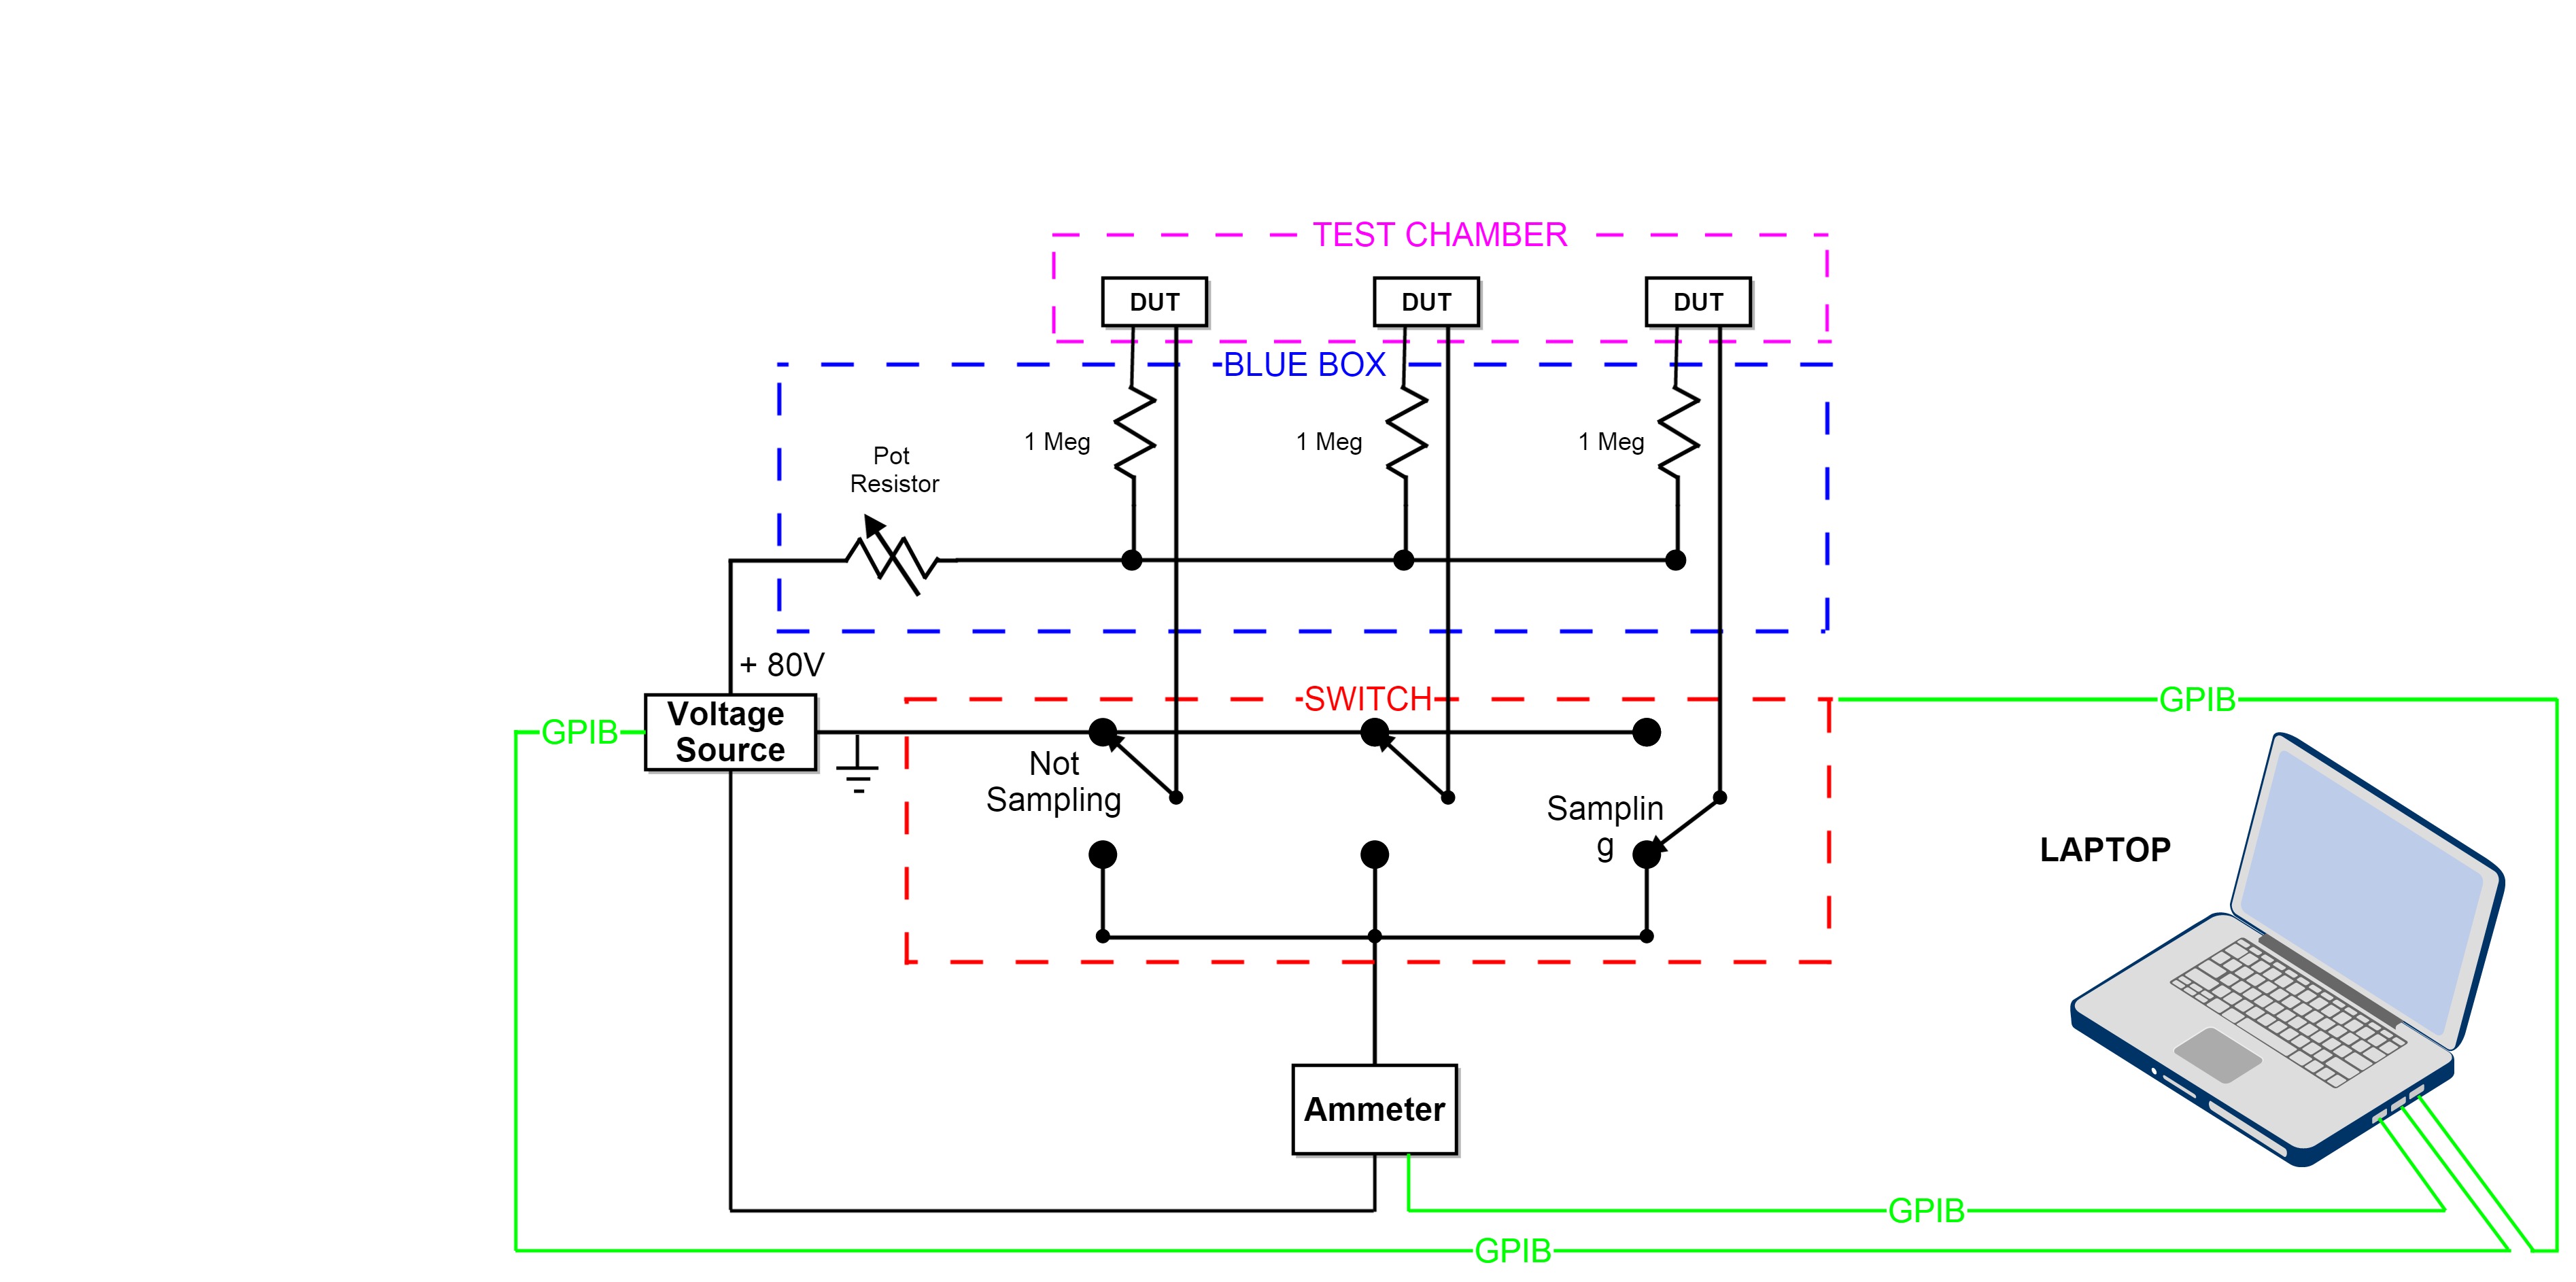 TEST CHAMBER
DUT
DUT
DUT
BLUE BOX
1 Meg
1 Meg
1 Meg
Pot
Resistor
+ 80V
SWITCH
GPIB
GPIB
Voltage
Source
Not
Sampling
Samplin
g
LAPTOP
Ammeter
GPIB
GPIB